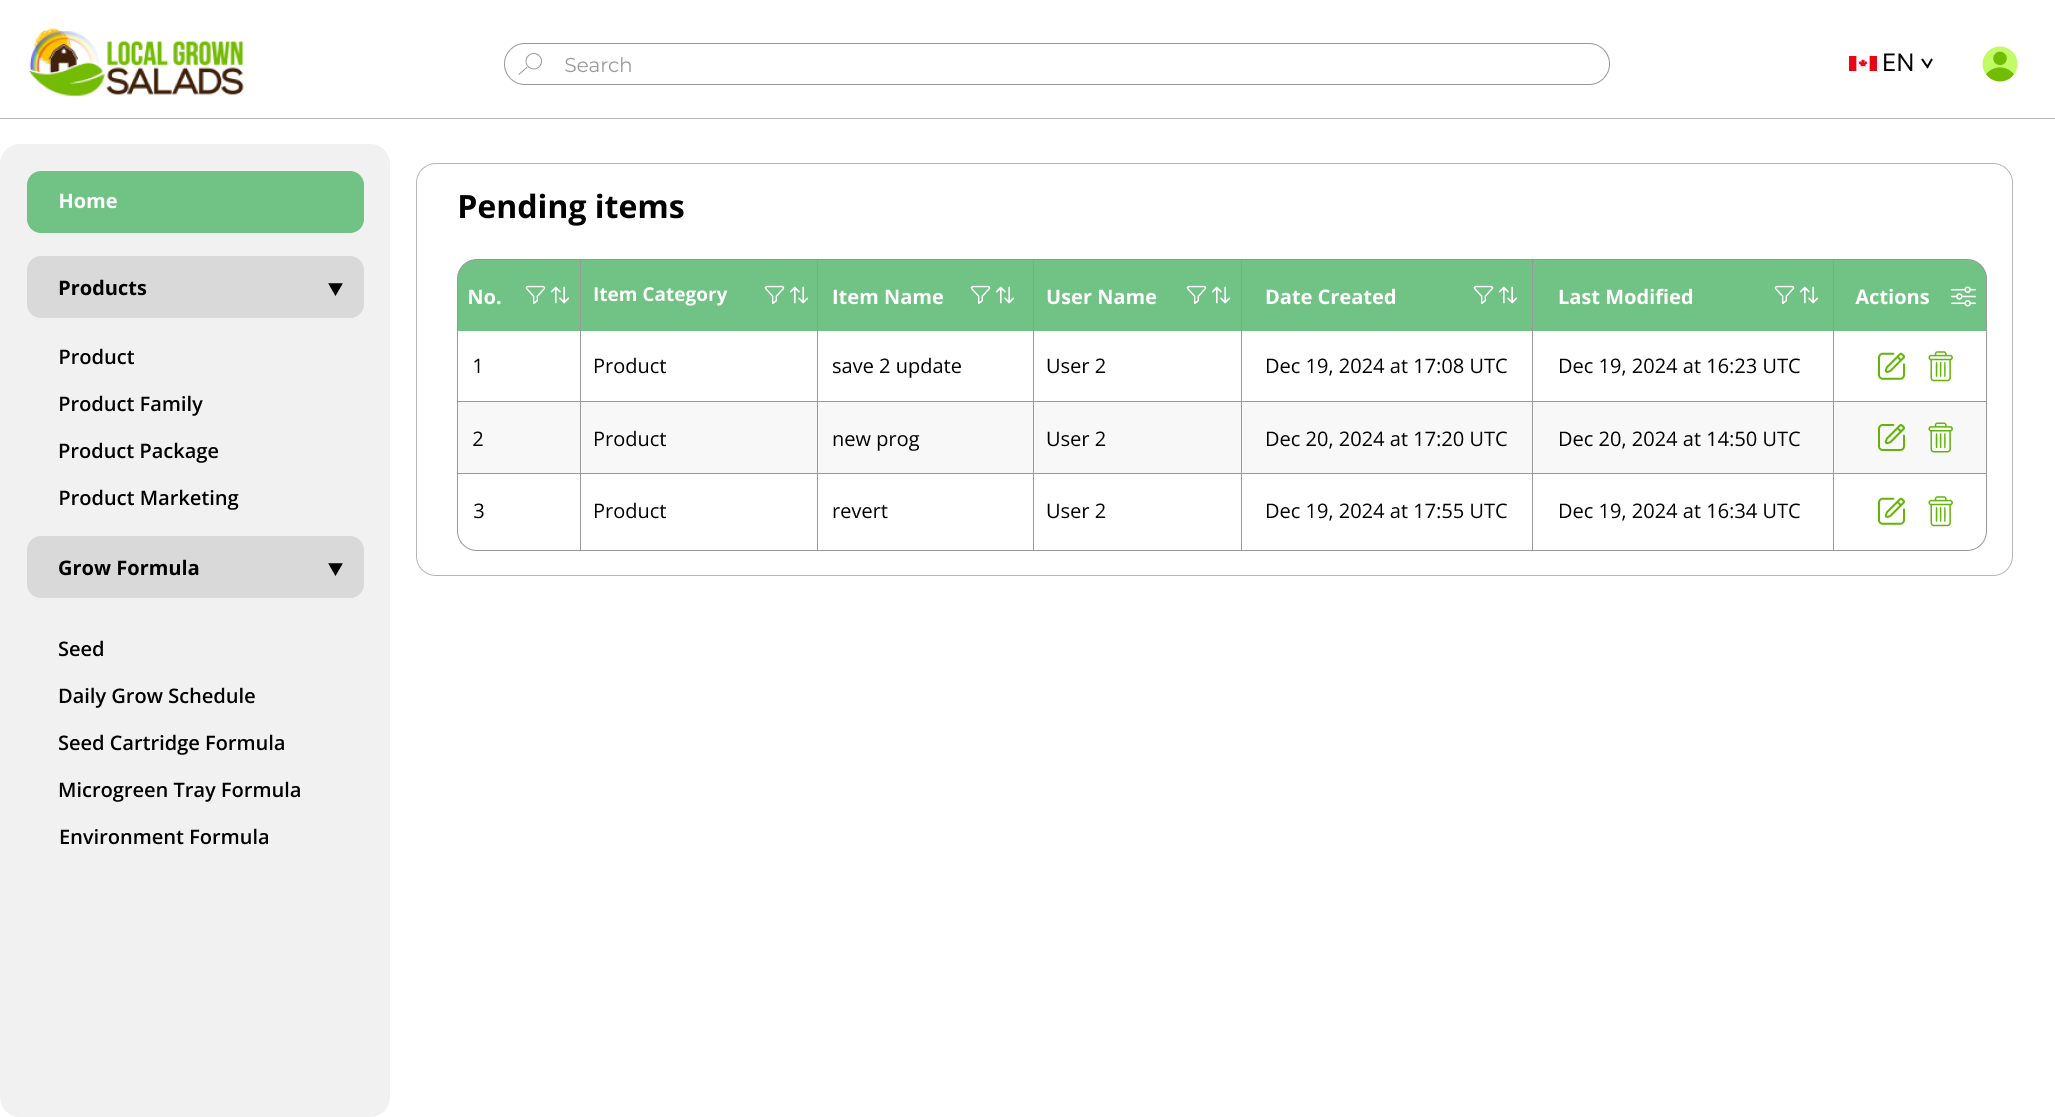 LOCAL GROWN
SALADS
Search
EN
Home
Products
Product
Product Family
Product Package
Product Marketing
Grow Formula
Seed
Daily Grow Schedule
Seed Cartridge Formula
Microgreen Tray Formula
Environment Formula
Pending items
No. Item Category Item Name User Name Date Created Last Modified Actions
1 Product save 2 update User 2 Dec 19, 2024 at 17:08 UTC Dec 19, 2024 at 16:23 UTC
2 Product new prog User 2 Dec 20, 2024 at 17:20 UTC Dec 20, 2024 at 14:50 UTC
3 Product revert User 2 Dec 19, 2024 at 17:55 UTC Dec 19, 2024 at 16:34 UTC